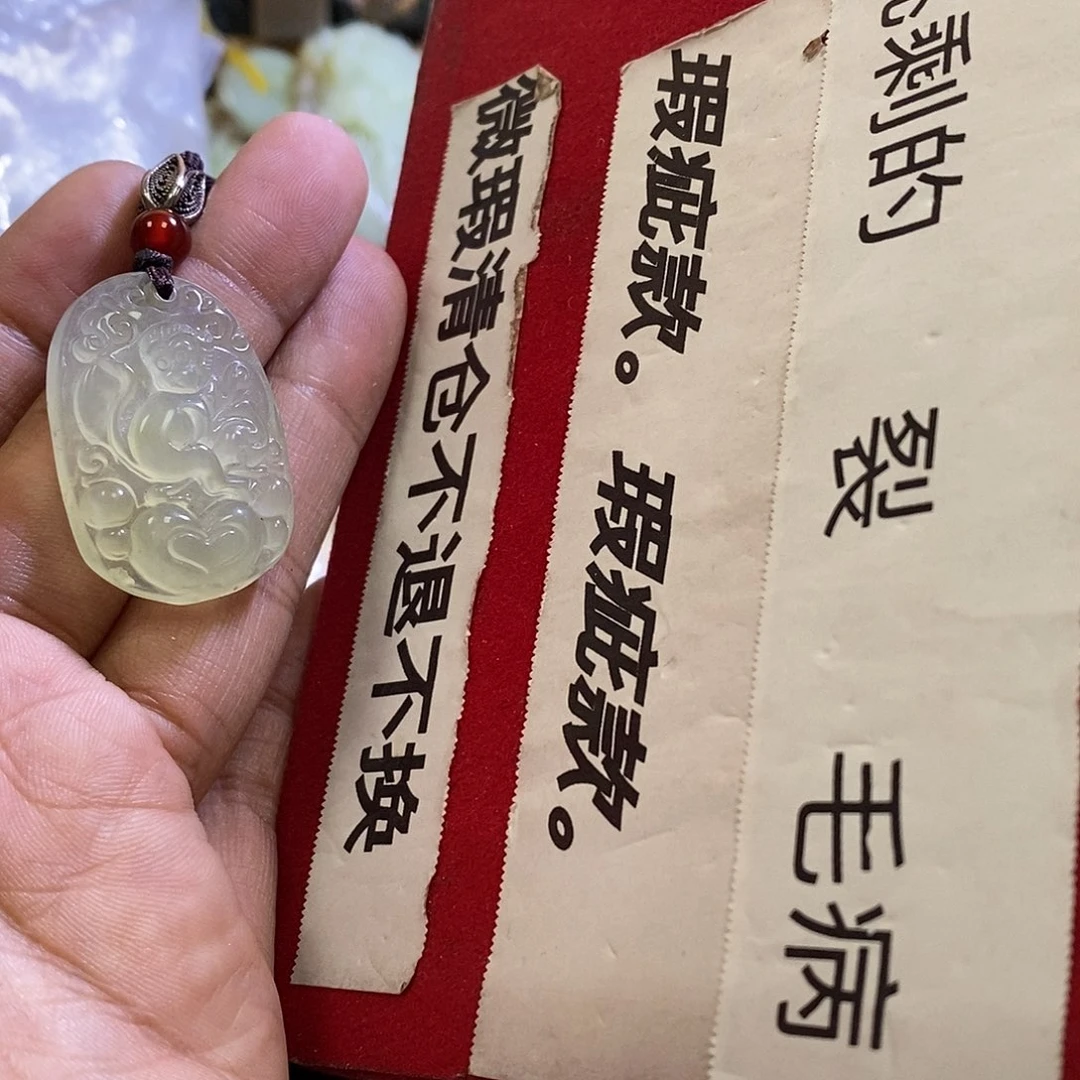 剩的 裂 毛病
瑕疵款。 瑕疵款。
微瑕清仓不退不换